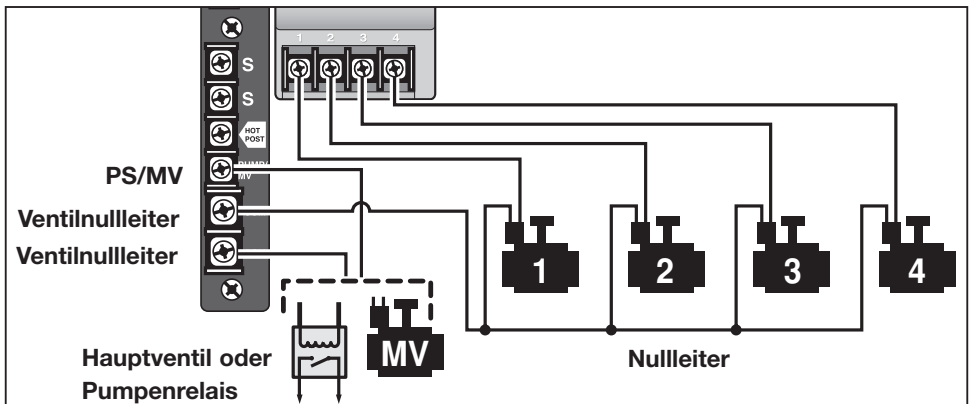 1 2 3 4
S
S
HOT
POST
PUMP/
MV
PS/MV
Ventilnullleiter
Ventilnullleiter
1
2
3
4
MV
Hauptventil oder
Pumpenrelais
Nullleiter